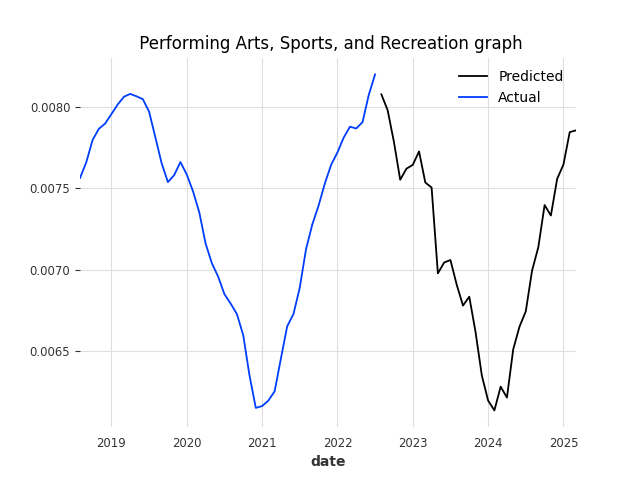 Performing Arts, Sports, and Recreation graph
Predicted
Actual
0.0080
0.0075
0.0070
0.0065
2019 2020 2021 2022 2023 2024 2025
date